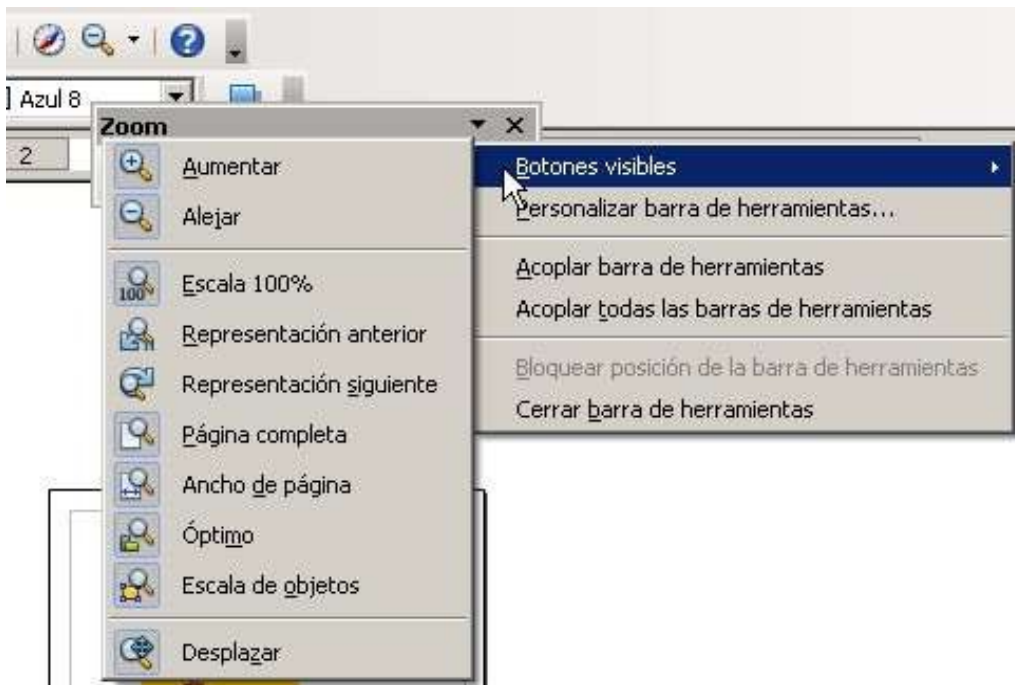 Azul 8
Zoom
2
Aumentar
Alejar
100
Escala 100%
Representación anterior
Representación siguiente
Página completa
Ancho de página
Óptimo
Escala de objetos
Desplazar
Botones visibles
Personalizar barra de herramientas...
Acoplar barra de herramientas
Acoplar todas las barras de herramientas
Bloquear posición de la barra de herramientas
Cerrar barra de herramientas